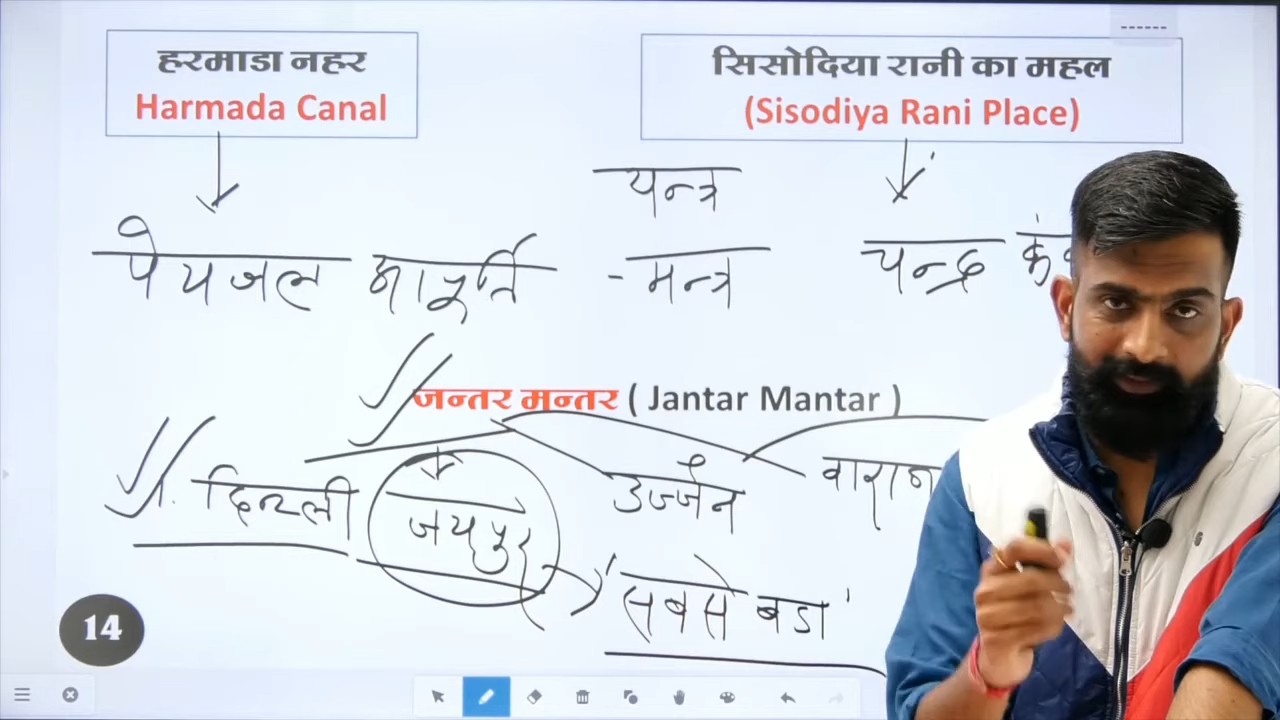 हरमाडा नहर
Harmada Canal
सिसोदिया रानी का महल
(Sisodiya Rani Place)
यन्त्र
पेयजल आपूर्ति
- मन्त्र
चन्द्र
जन्तर मन्तर ( Jantar Mantar )
1. दिल्ली
जयपुर
उज्जैन
सबसे बडा
14